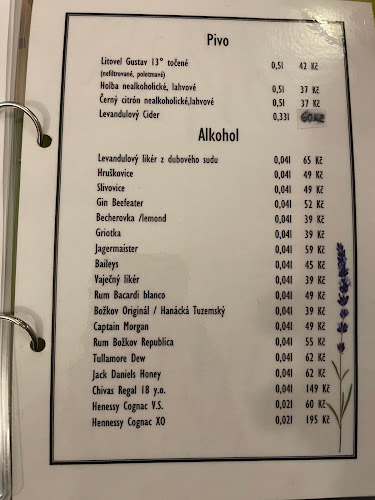 Pivo
Litovel Gustav 13° točené 0,5l 42 Kč
(nefiltrované, polotmavé)
Holba nealkoholické, lahvové 0,5l 37 Kč
Černý citrón nealkoholické,lahvové 0,5l 37 Kč
Levandulový Cider 0,33l 60 Kč
Alkohol
Levandulový likér z dubového sudu 0,04l 65 Kč
Hruškovice 0,04l 49 Kč
Slivovice 0,04l 49 Kč
Gin Beefeater 0,04l 52 Kč
Becherovka /lemond 0,04l 39 Kč
Griotka 0,04l 39 Kč
Jagermaister 0,04l 59 Kč
Baileys 0,04l 45 Kč
Vaječný likér 0,04l 39 Kč
Rum Bacardi blanco 0,04l 49 Kč
Božkov Originál / Hanácká Tuzemský 0,04l 39 Kč
Captain Morgan 0,04l 49 Kč
Rum Božkov Republica 0,04l 55 Kč
Tullamore Dew 0,04l 62 Kč
Jack Daniels Honey 0,04l 62 Kč
Chivas Regal 18 y.o. 0,04l 149 Kč
Henessy Cognac V.S. 0,02l 60 Kč
Hennessy Cognac XO 0,02l 195 Kč